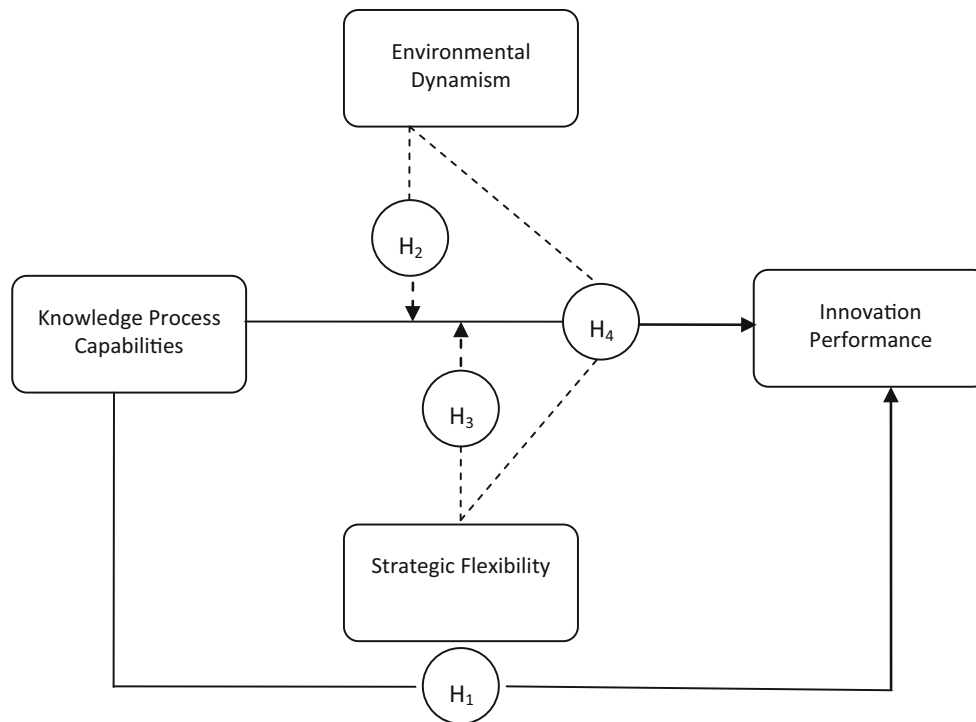 Environmental
Dynamism
H₂
Knowledge Process
Capabilities
H₄
Innovation
Performance
H₃
Strategic Flexibility
H₁